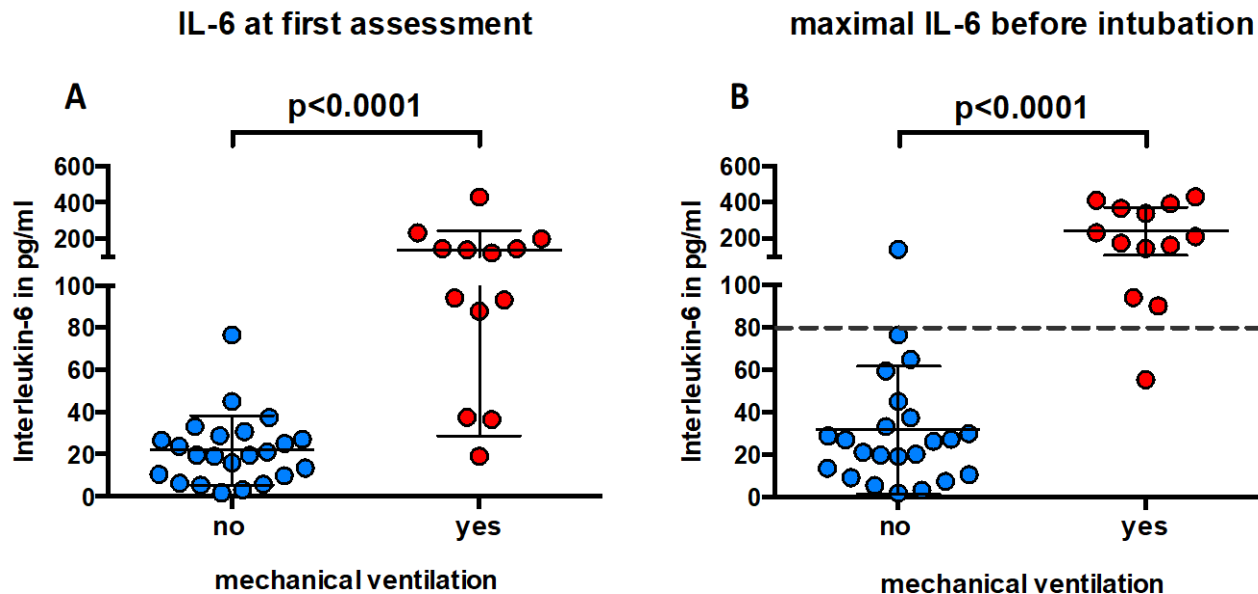 IL-6 at first assessment
A
p<0.0001
Interleukin-6 in pg/ml
600
400
200
100
80
60
40
20
0
no yes
mechanical ventilation
maximal IL-6 before intubation
B
p<0.0001
Interleukin-6 in pg/ml
600
400
200
100
80
60
40
20
0
no yes
mechanical ventilation